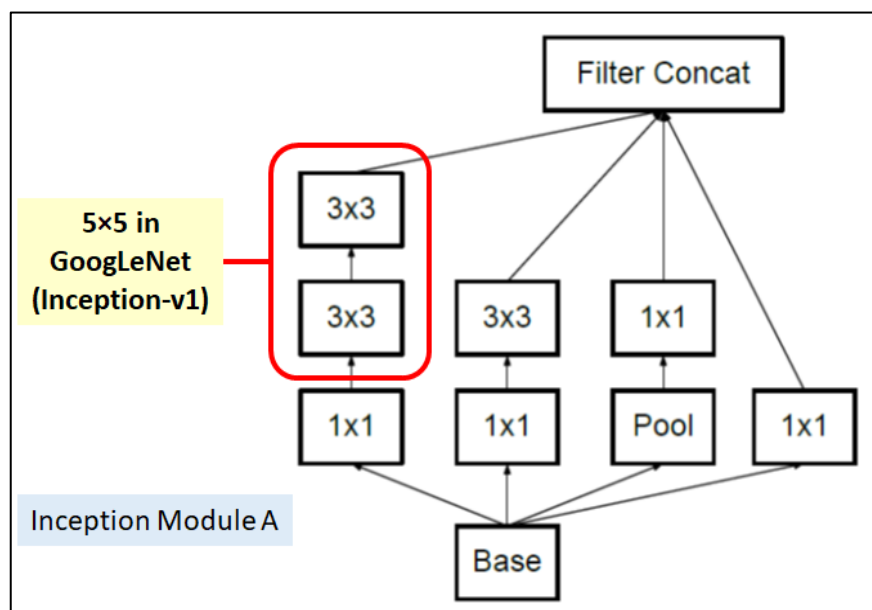 Filter Concat
3x3
5×5 in
GoogLeNet
(Inception-v1)
3x3
3x3
1x1
1x1
1x1
Pool
1x1
Inception Module A
Base